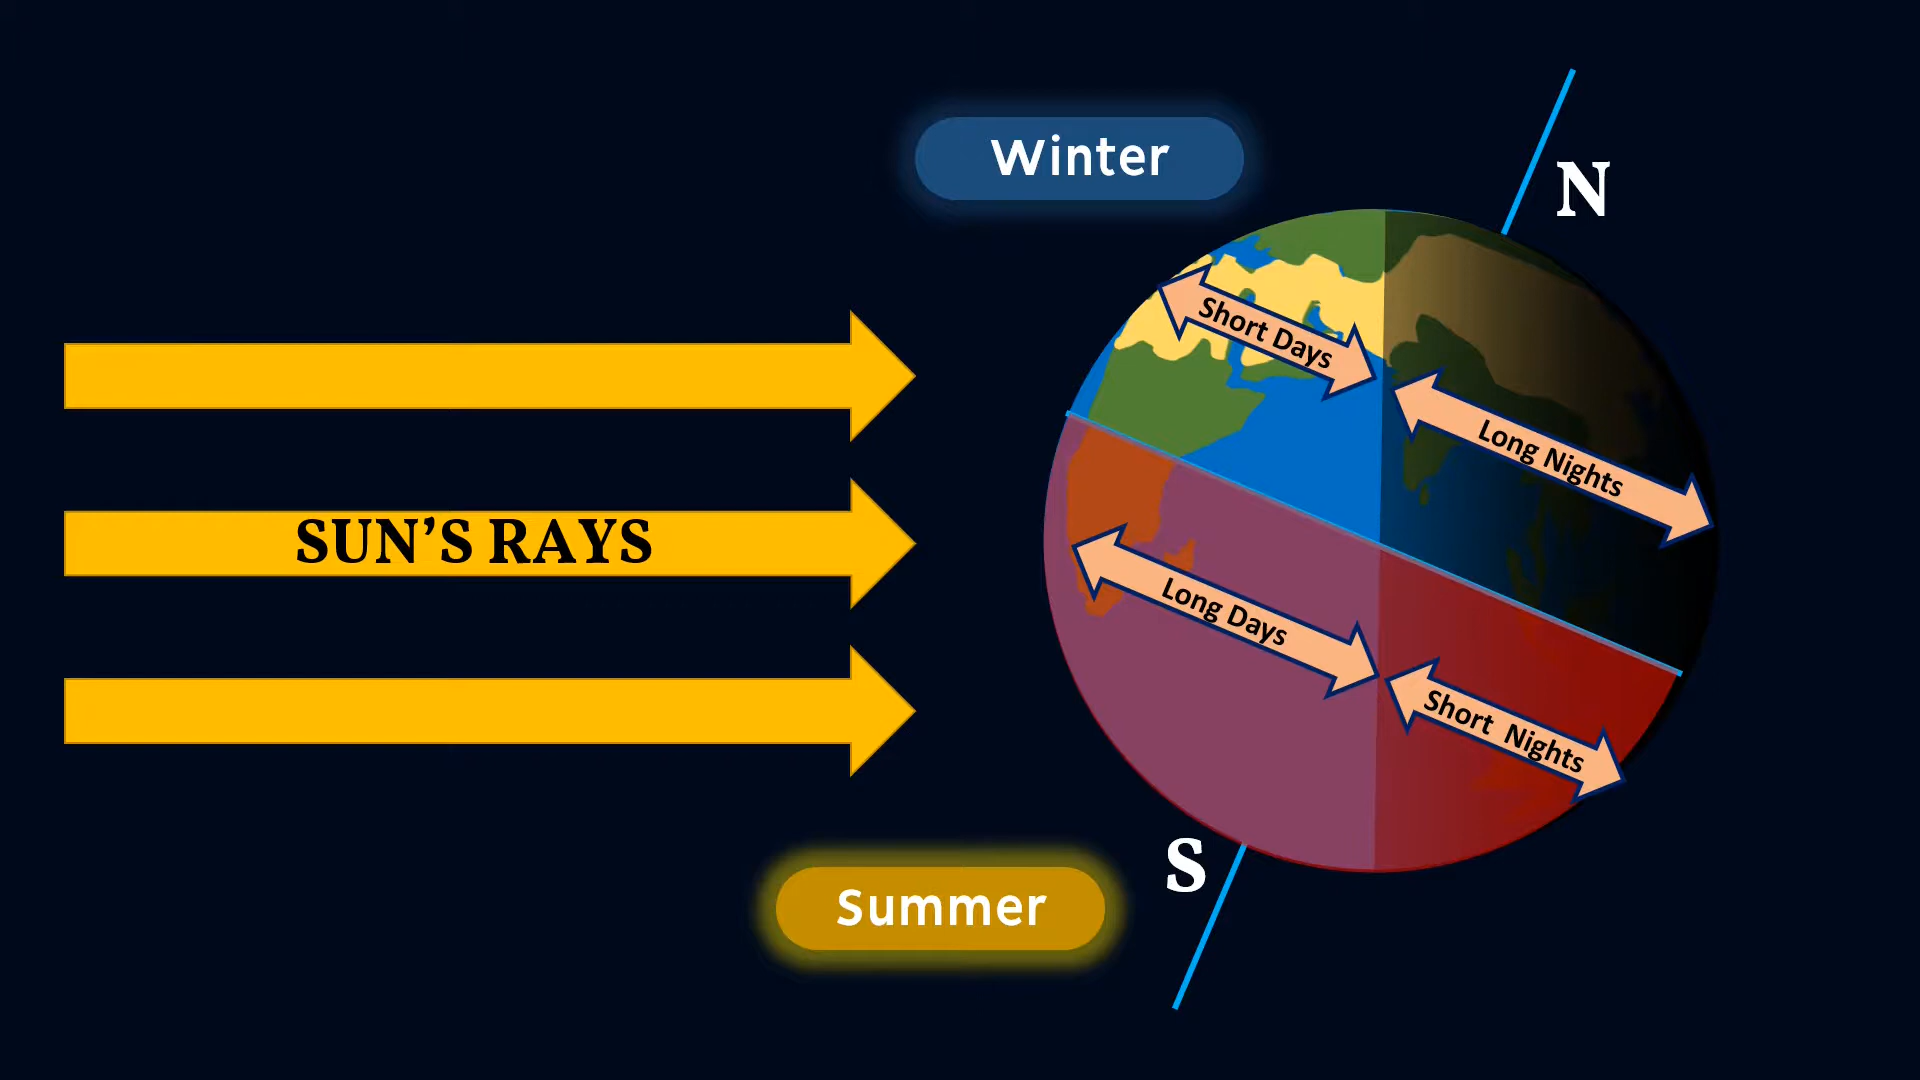 Winter
N
Short Days
Long Nights
SUN’S RAYS
Long Days
Short Nights
S
Summer